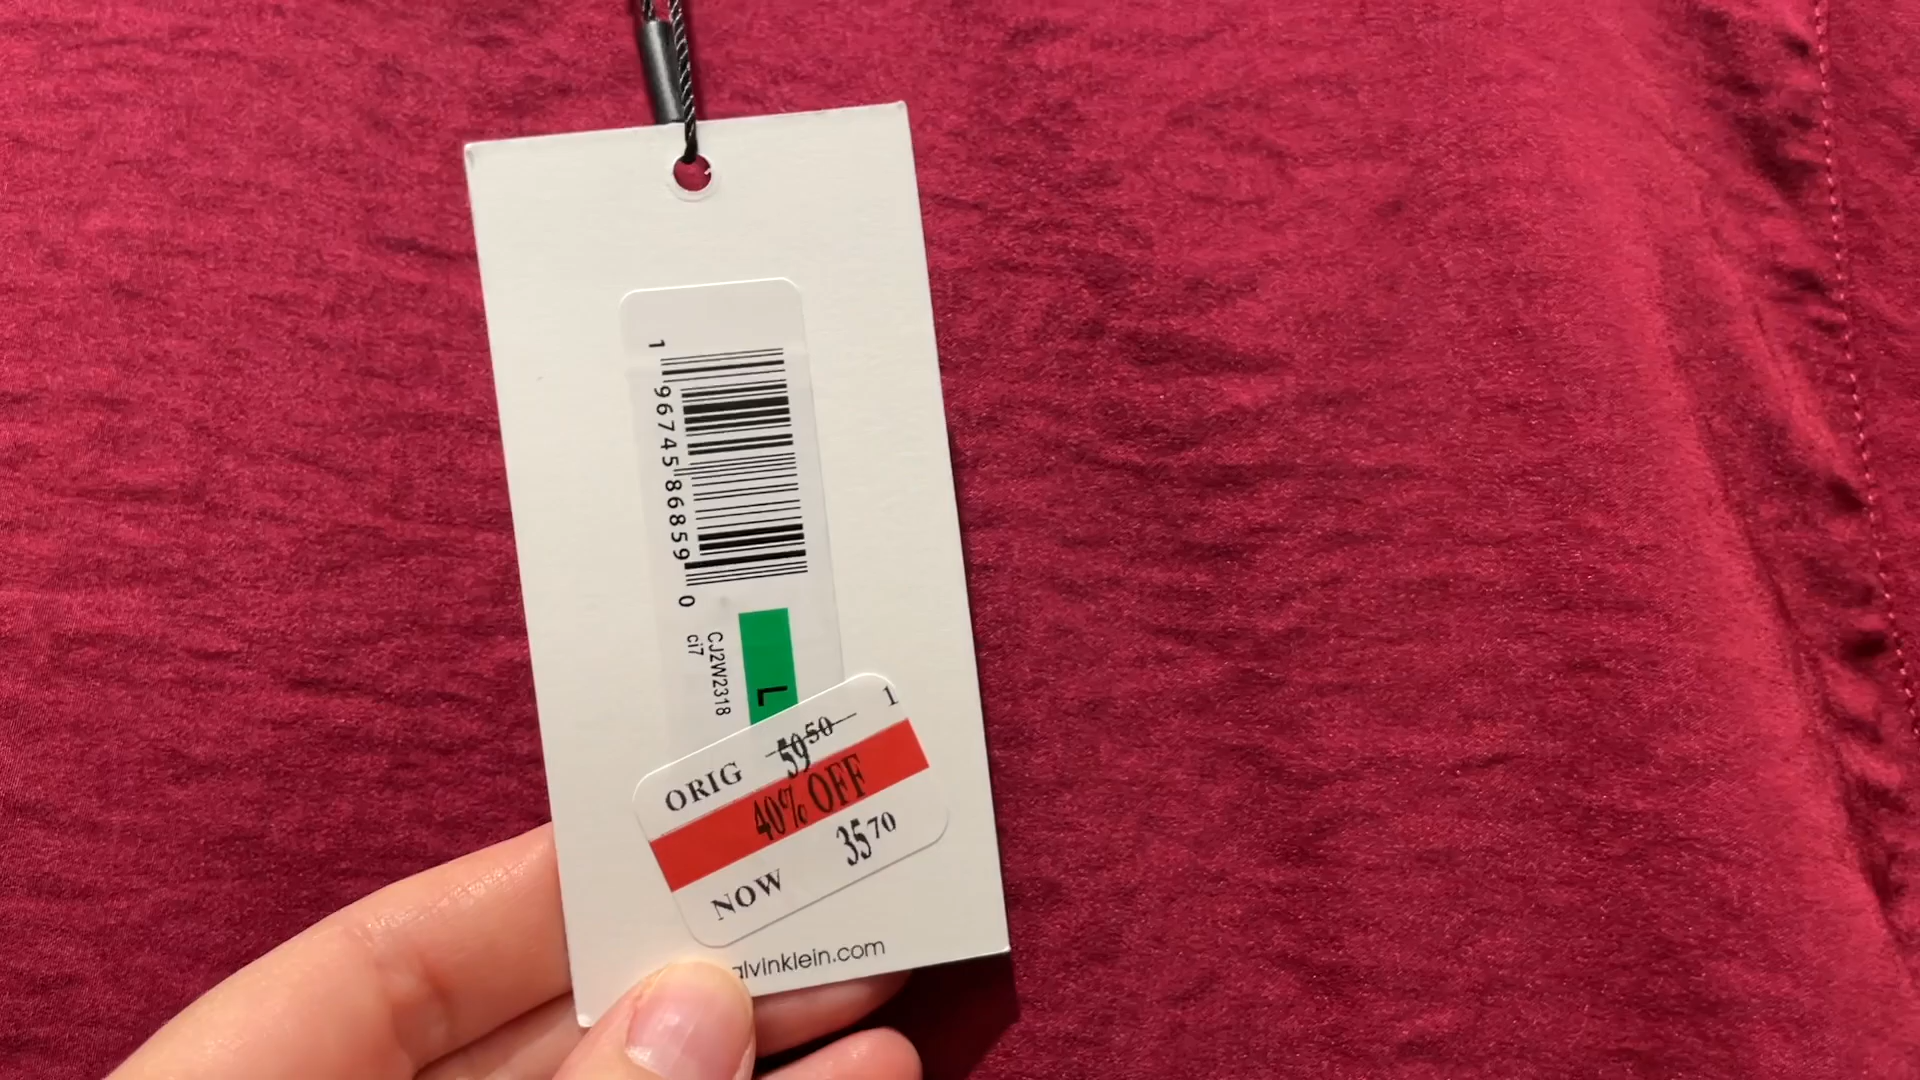 1 96745 86859 0
CJ2W2318
ci7
L
1
ORIG 59.50
40% OFF
NOW 35.70
alvinklein.com